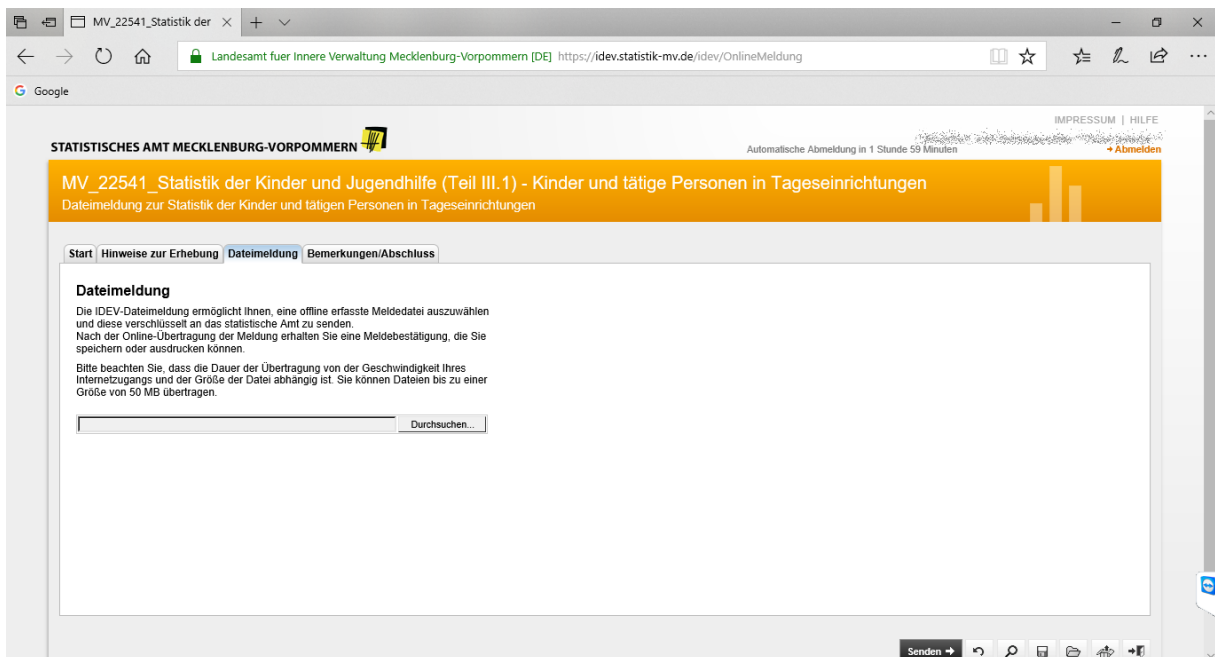 MV_22541_Statistik der
Landesamt fuer Innere Verwaltung Mecklenburg-Vorpommern [DE] https://idev.statistik-mv.de/idev/OnlineMeldung
G Google
IMPRESSUM | HILFE
STATISTISCHES AMT MECKLENBURG-VORPOMMERN
Automatische Abmeldung in 1 Stunde 59 Minuten
Abmelden
MV_22541_Statistik der Kinder und Jugendhilfe (Teil III.1) - Kinder und tätige Personen in Tageseinrichtungen
Dateimeldung zur Statistik der Kinder und tätigen Personen in Tageseinrichtungen
Start Hinweise zur Erhebung Dateimeldung Bemerkungen/Abschluss
Dateimeldung
Die IDEV-Dateimeldung ermöglicht Ihnen, eine offline erfasste Meldedatei auszuwählen
und diese verschlüsselt an das statistische Amt zu senden.
Nach der Online-Übertragung der Meldung erhalten Sie eine Meldebestätigung, die Sie
speichern oder ausdrucken können.
Bitte beachten Sie, dass die Dauer der Übertragung von der Geschwindigkeit Ihres
Internetzugangs und der Größe der Datei abhängig ist. Sie können Dateien bis zu einer
Größe von 50 MB übertragen.
Durchsuchen...
Senden